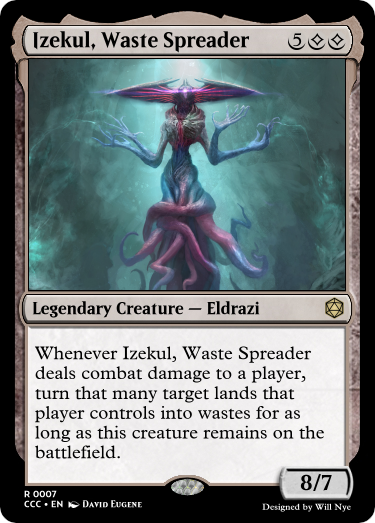 Izekul, Waste Spreader 5
Legendary Creature — Eldrazi
Whenever Izekul, Waste Spreader
deals combat damage to a player,
turn that many target lands that
player controls into wastes for as
long as this creature remains on the
battlefield.
8/7
R 0007
CCC • EN David Eugene
Designed by Will Nye